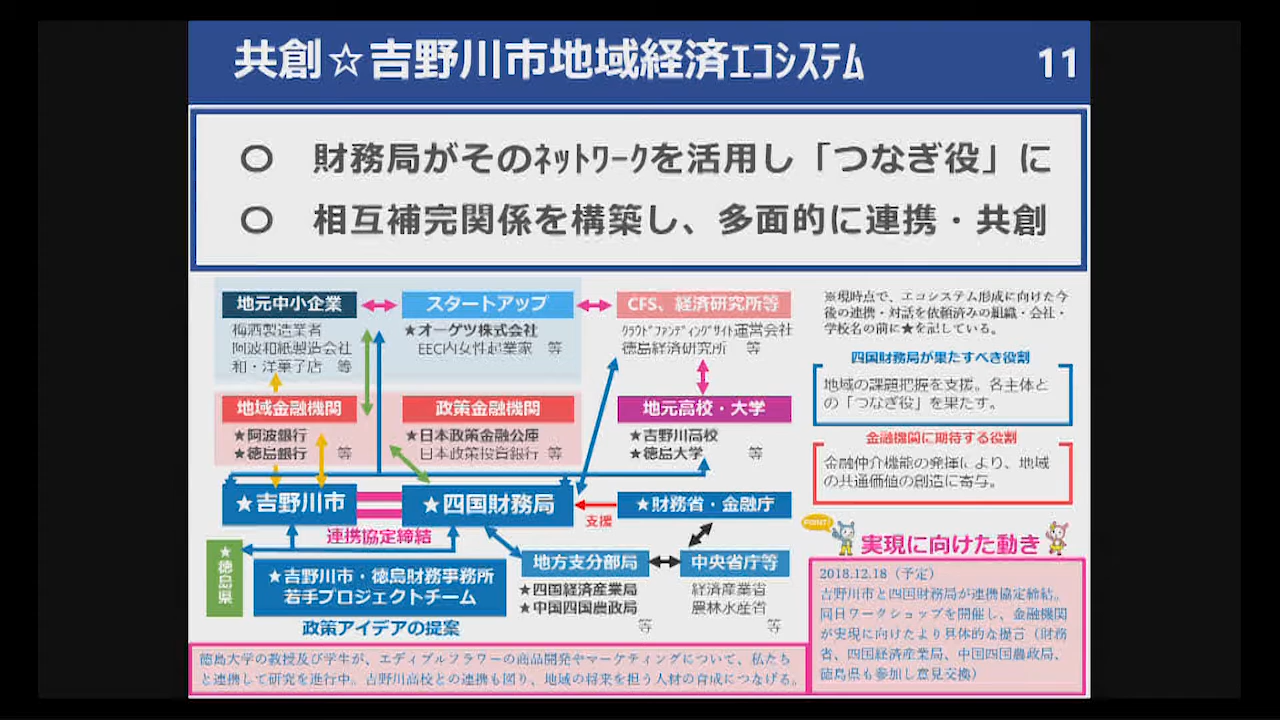 共創☆吉野川市地域経済ｴｺｼｽﾃﾑ
11
○ 財務局がそのﾈｯﾄﾜｰｸを活用し「つなぎ役」に
○ 相互補完関係を構築し、多面的に連携・共創
地元中小企業
梅酒製造業者
阿波和紙製造会社
和・洋菓子店 等
スタートアップ
★オーゲツ株式会社
EEC内女性起業家 等
CFS、経済研究所等
ｸﾗｳﾄﾞﾌｧﾝﾃﾞｨﾝｸﾞｻｲﾄ運営会社
徳島経済研究所 等
※現時点で、エコシステム形成に向けた今
後の連携・対話を依頼済みの組織・会社・
学校名の前に★を記している。
四国財務局が果たすべき役割
地域の課題把握を支援。各主体と
の「つなぎ役」を果たす。
地域金融機関
★阿波銀行
★徳島銀行 等
政策金融機関
★日本政策金融公庫
日本政策投資銀行 等
地元高校・大学
★吉野川高校
★徳島大学 等
金融機関に期待する役割
金融仲介機能の発揮により、地域
の共通価値の創造に寄与。
★吉野川市
連携協定締結
★四国財務局
支援
★財務省・金融庁
★徳島県
★吉野川市・徳島財務事務所
若手プロジェクトチーム
政策アイデアの提案
地方支分部局
★四国経済産業局
★中国四国農政局
等
中央省庁等
経済産業省
農林水産省
等
POINT!
実現に向けた動き
2018.12.18（予定）
吉野川市と四国財務局が連携協定締結。
同日ワークショップを開催し、金融機関
が実現に向けたより具体的な提言（財務
省、四国経済産業局、中国四国農政局、
徳島県も参加し意見交換）
徳島大学の教授及び学生が、エディブルフラワーの商品開発やマーケティングについて、私たち
と連携して研究を進行中。吉野川高校との連携も図り、地域の将来を担う人材の育成につなげる。